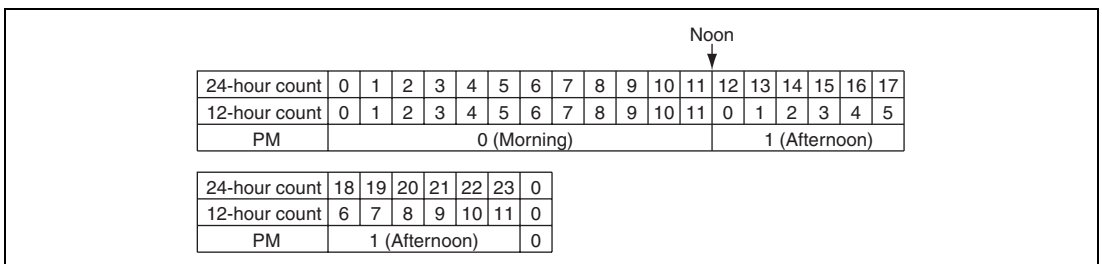 Noon
24-hour count 0 1 2 3 4 5 6 7 8 9 10 11 12 13 14 15 16 17
12-hour count 0 1 2 3 4 5 6 7 8 9 10 11 0 1 2 3 4 5
PM 0 (Morning) 1 (Afternoon)
24-hour count 18 19 20 21 22 23 0
12-hour count 6 7 8 9 10 11 0
PM 1 (Afternoon) 0